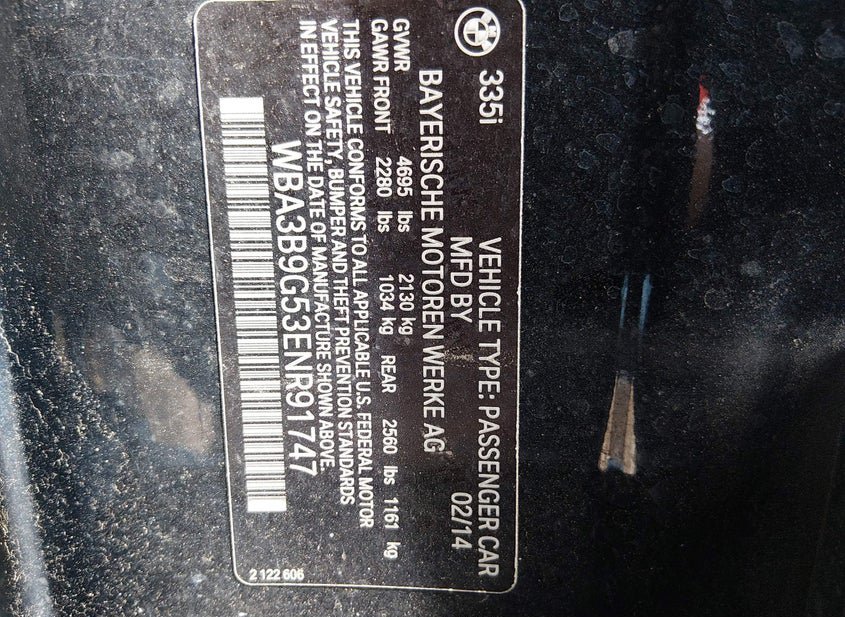 335i VEHICLE TYPE: PASSENGER CAR
MFD BY 02/14
BAYERISCHE MOTOREN WERKE AG
GVWR 4695 lbs 2130 kg
GAWR FRONT 2280 lbs 1034 kg REAR 2560 lbs 1161 kg
THIS VEHICLE CONFORMS TO ALL APPLICABLE U.S. FEDERAL MOTOR
VEHICLE SAFETY, BUMPER AND THEFT PREVENTION STANDARDS
IN EFFECT ON THE DATE OF MANUFACTURE SHOWN ABOVE.
WBA3B9G53ENR91747
2 122 606